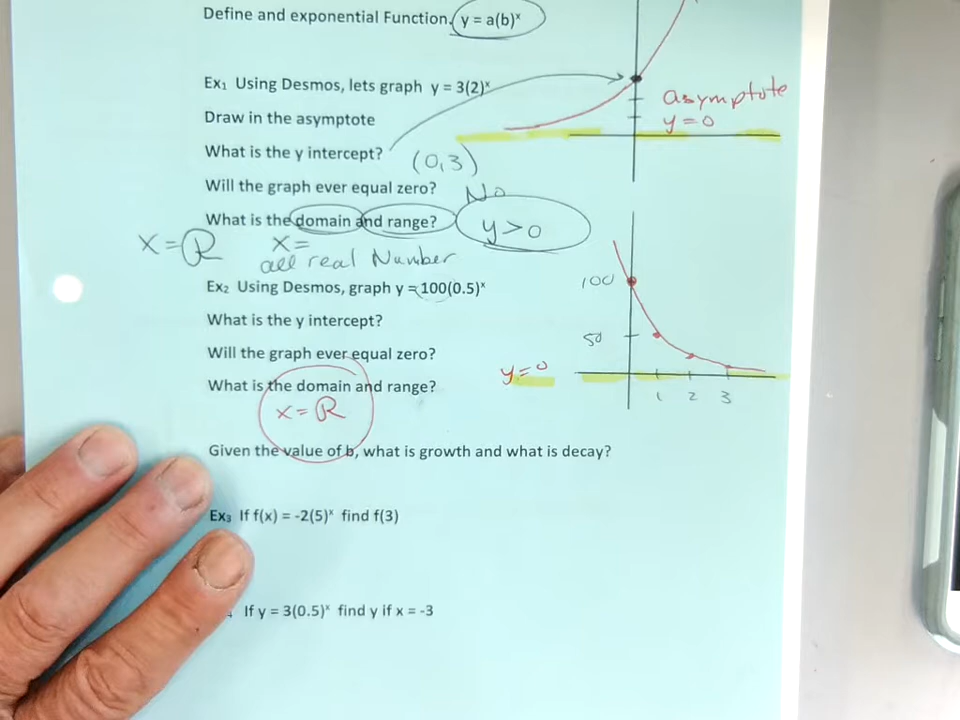 Define and exponential Function. y = a(b)ˣ
Ex₁ Using Desmos, lets graph y = 3(2)ˣ
asymptote
Draw in the asymptote
y=0
What is the y intercept? (0,3)
Will the graph ever equal zero? No
What is the domain and range? y>0
x=ℝ x=
all real Number
Ex₂ Using Desmos, graph y = 100(0.5)ˣ
100
What is the y intercept?
50
Will the graph ever equal zero?
y=0
What is the domain and range?
1 2 3
x=ℝ
Given the value of b, what is growth and what is decay?
Ex₃ If f(x) = -2(5)ˣ find f(3)
If y = 3(0.5)ˣ find y if x = -3